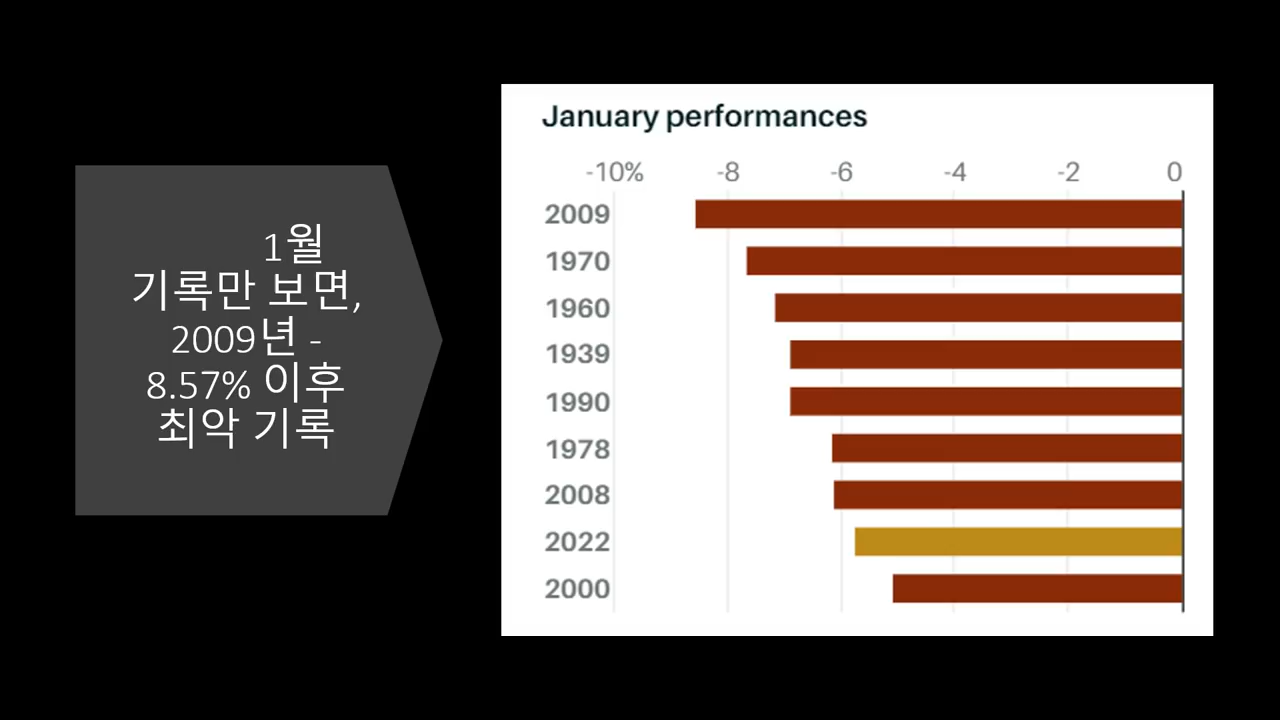 1월
기록만 보면,
2009년 -
8.57% 이후
최악 기록
January performances
-10% -8 -6 -4 -2 0
2009
1970
1960
1939
1990
1978
2008
2022
2000